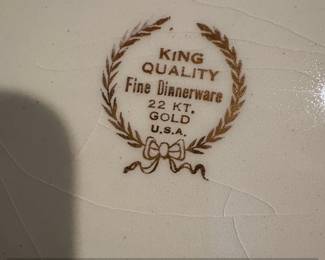 KING
QUALITY
Fine Dinnerware
22 KT.
GOLD
U.S.A.